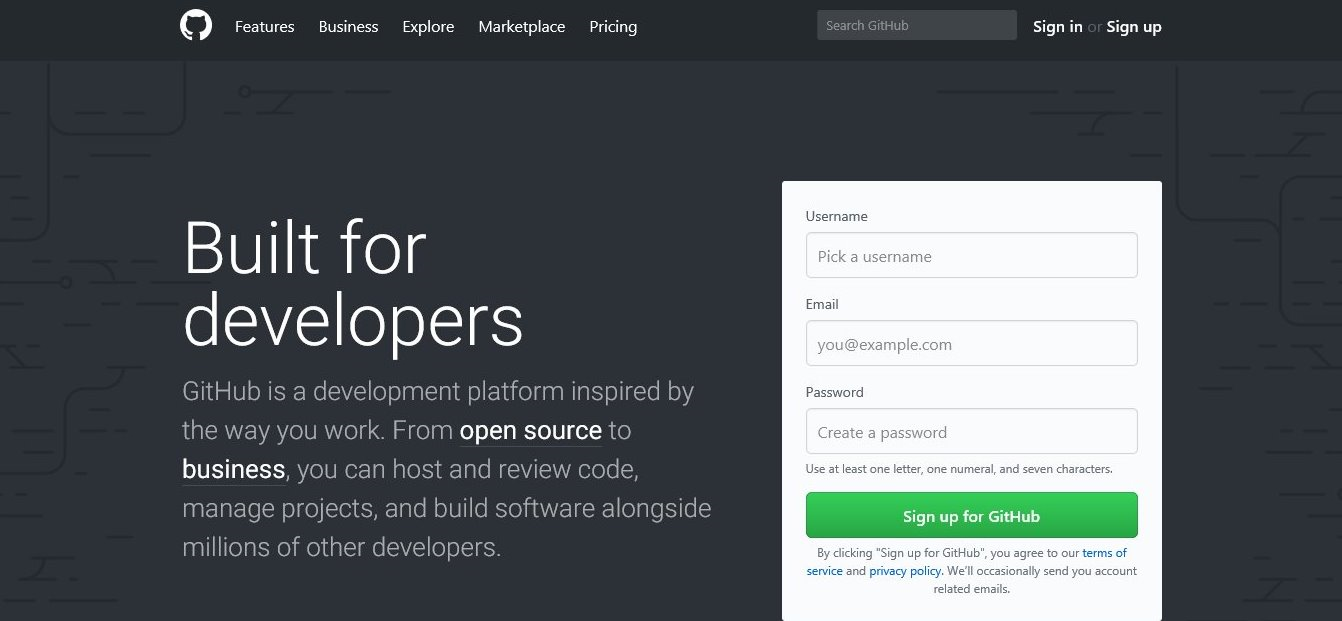 Features Business Explore Marketplace Pricing Search GitHub Sign in or Sign up
Built for
developers
GitHub is a development platform inspired by
the way you work. From open source to
business, you can host and review code,
manage projects, and build software alongside
millions of other developers.
Username
Pick a username
Email
you@example.com
Password
Create a password
Use at least one letter, one numeral, and seven characters.
Sign up for GitHub
By clicking "Sign up for GitHub", you agree to our terms of
service and privacy policy. We'll occasionally send you account
related emails.